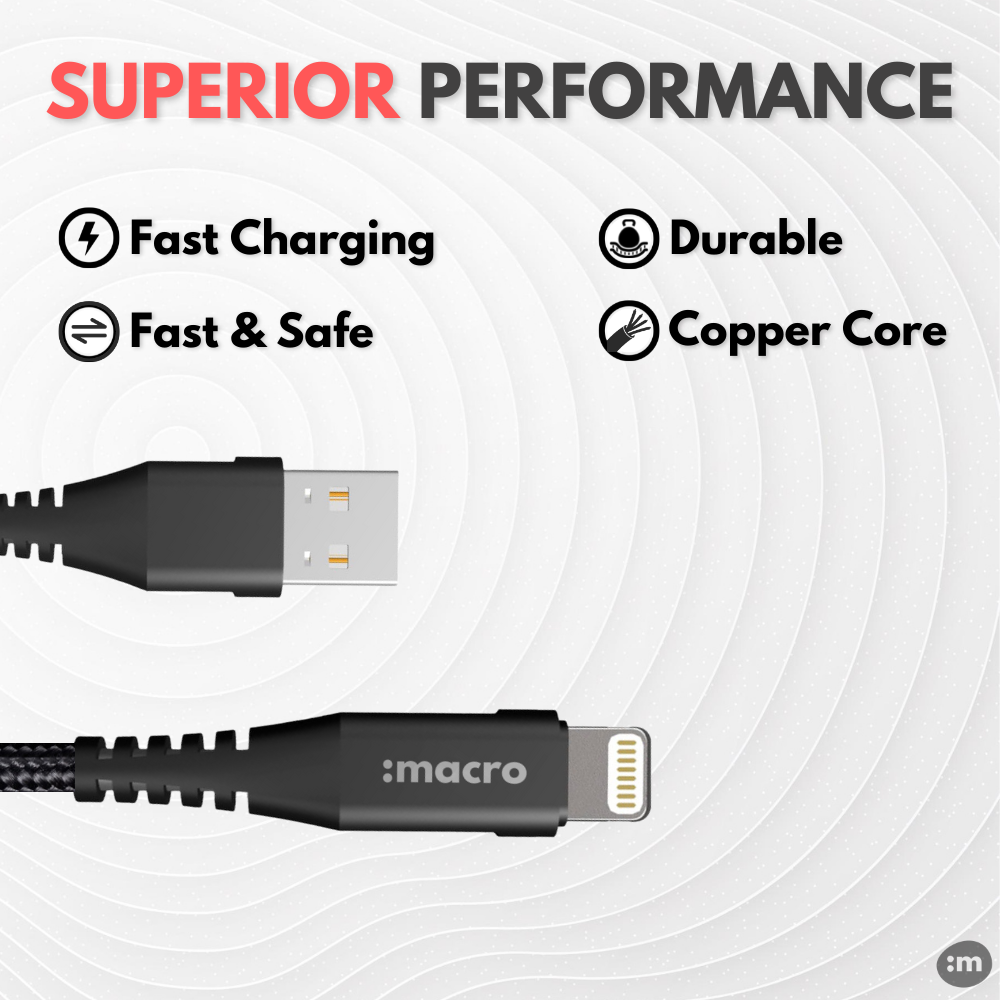 SUPERIOR PERFORMANCE
Fast Charging
Durable
Fast & Safe
Copper Core
:macro
:m